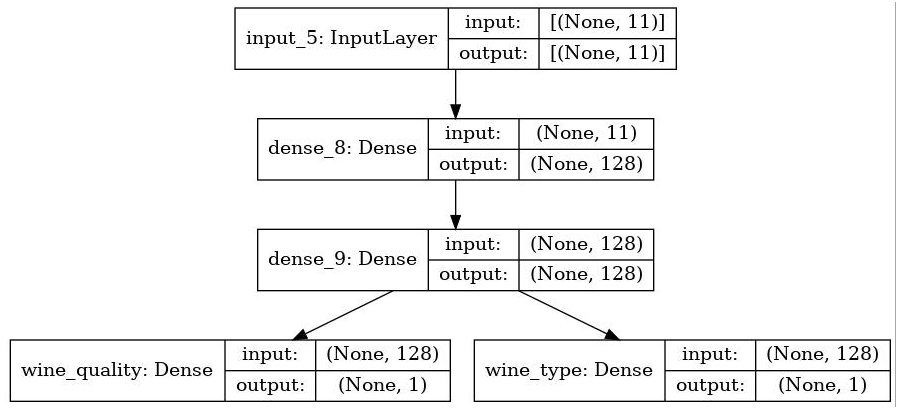 input_5: InputLayer
input: [(None, 11)]
output: [(None, 11)]
dense_8: Dense
input: (None, 11)
output: (None, 128)
dense_9: Dense
input: (None, 128)
output: (None, 128)
wine_quality: Dense
input: (None, 128)
output: (None, 1)
wine_type: Dense
input: (None, 128)
output: (None, 1)